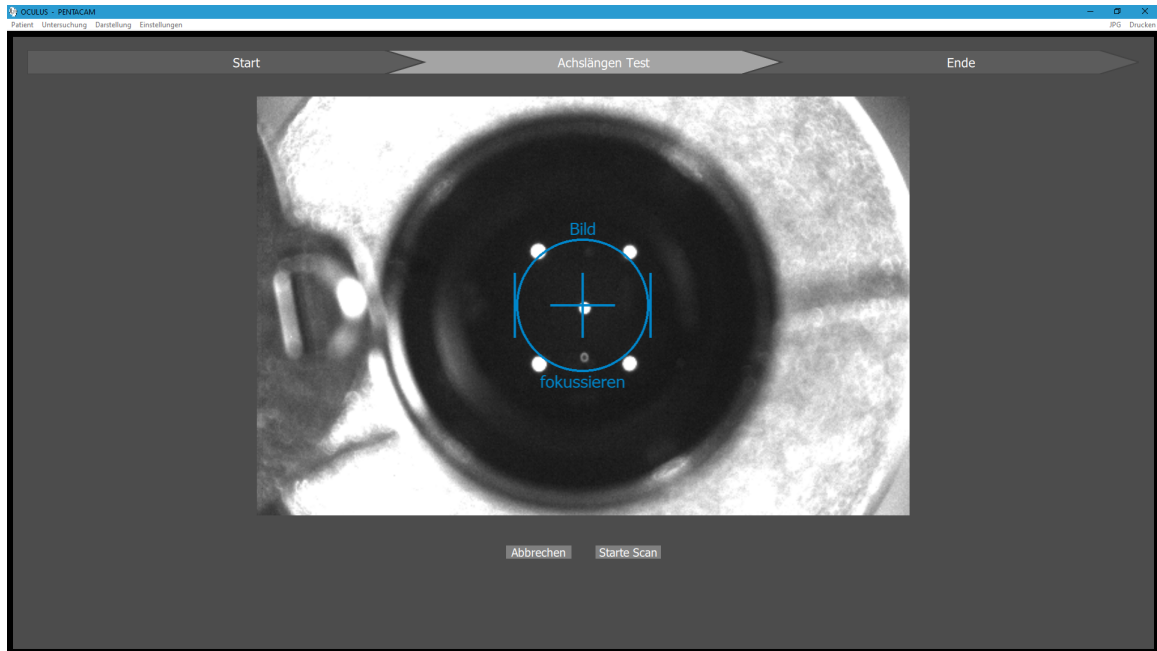 OCULUS - PENTACAM
Patient Untersuchung Darstellung Einstellungen JPG Drucken
Start Achslängen Test Ende
Bild
fokussieren
Abbrechen Starte Scan